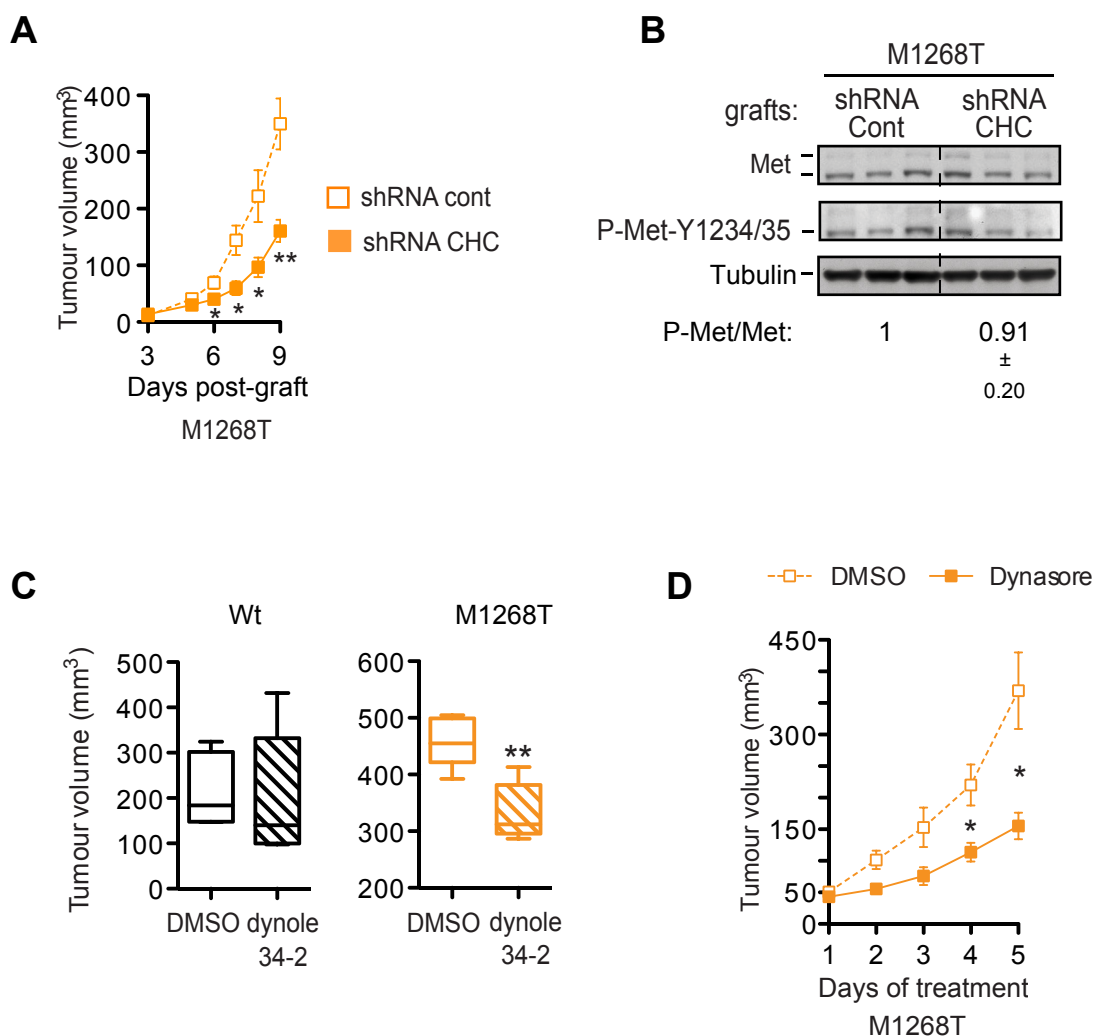 A
Tumour volume (mm³)
400
300
200
100
0
3
6
9
*
*
*
**
Days post-graft
M1268T
shRNA cont
shRNA CHC
B
M1268T
grafts:
shRNA Cont
shRNA CHC
Met
P-Met-Y1234/35
Tubulin
P-Met/Met:
1
0.91
±
0.20
C
Wt
Tumour volume (mm³)
500
400
300
200
100
0
DMSO
dynole
34-2
M1268T
600
500
400
300
200
**
DMSO
dynole
34-2
D
DMSO
Dynasore
Tumour volume (mm³)
450
300
150
50
0
*
*
1 2 3 4 5
Days of treatment
M1268T